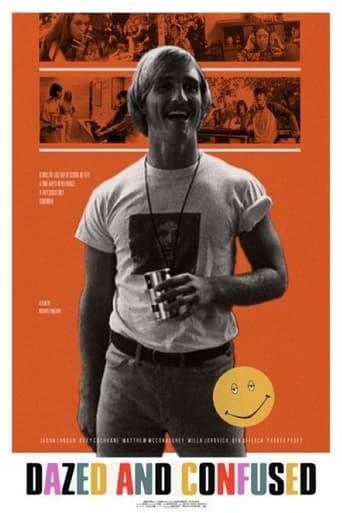 IT WAS THE LAST DAY OF SCHOOL IN 1976,
A TIME THEY'D NEVER FORGET.
IF THEY COULD ONLY
REMEMBER
A FILM BY
RICHARD LINKLATER
JASON LONDON RORY COCHRANE MATTHEW MCCONAUGHEY MILLA JOVOVICH BEN AFFLECK PARKER POSEY
DAZED AND CONFUSED